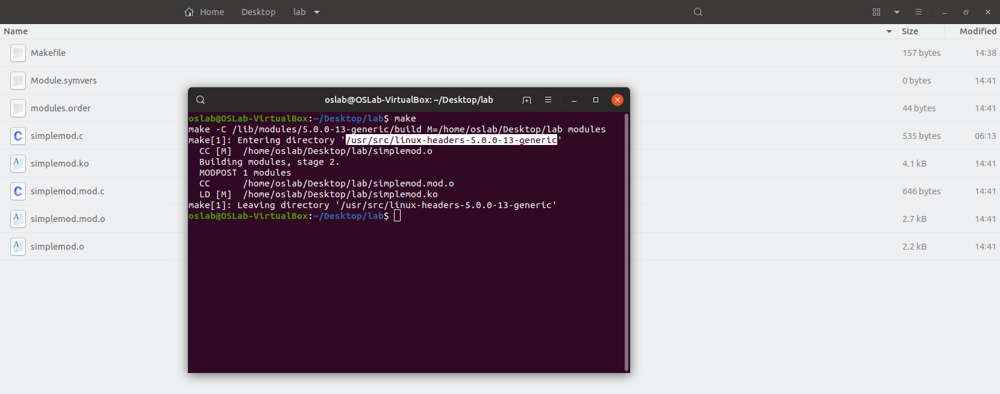 Home Desktop lab
Name Size Modified
Makefile 157 bytes 14:38
Module.symvers 0 bytes 14:41
modules.order 44 bytes 14:41
simplemod.c 535 bytes 06:13
simplemod.ko 4.1 kB 14:41
simplemod.mod.c 646 bytes 14:41
simplemod.mod.o 2.7 kB 14:41
simplemod.o 2.2 kB 14:41
oslab@OSLab-VirtualBox: ~/Desktop/lab
oslab@OSLab-VirtualBox:~/Desktop/lab$ make
make -C /lib/modules/5.0.0-13-generic/build M=/home/oslab/Desktop/lab modules
make[1]: Entering directory '/usr/src/linux-headers-5.0.0-13-generic'
  CC [M]  /home/oslab/Desktop/lab/simplemod.o
  Building modules, stage 2.
  MODPOST 1 modules
  CC      /home/oslab/Desktop/lab/simplemod.mod.o
  LD [M]  /home/oslab/Desktop/lab/simplemod.ko
make[1]: Leaving directory '/usr/src/linux-headers-5.0.0-13-generic'
oslab@OSLab-VirtualBox:~/Desktop/lab$